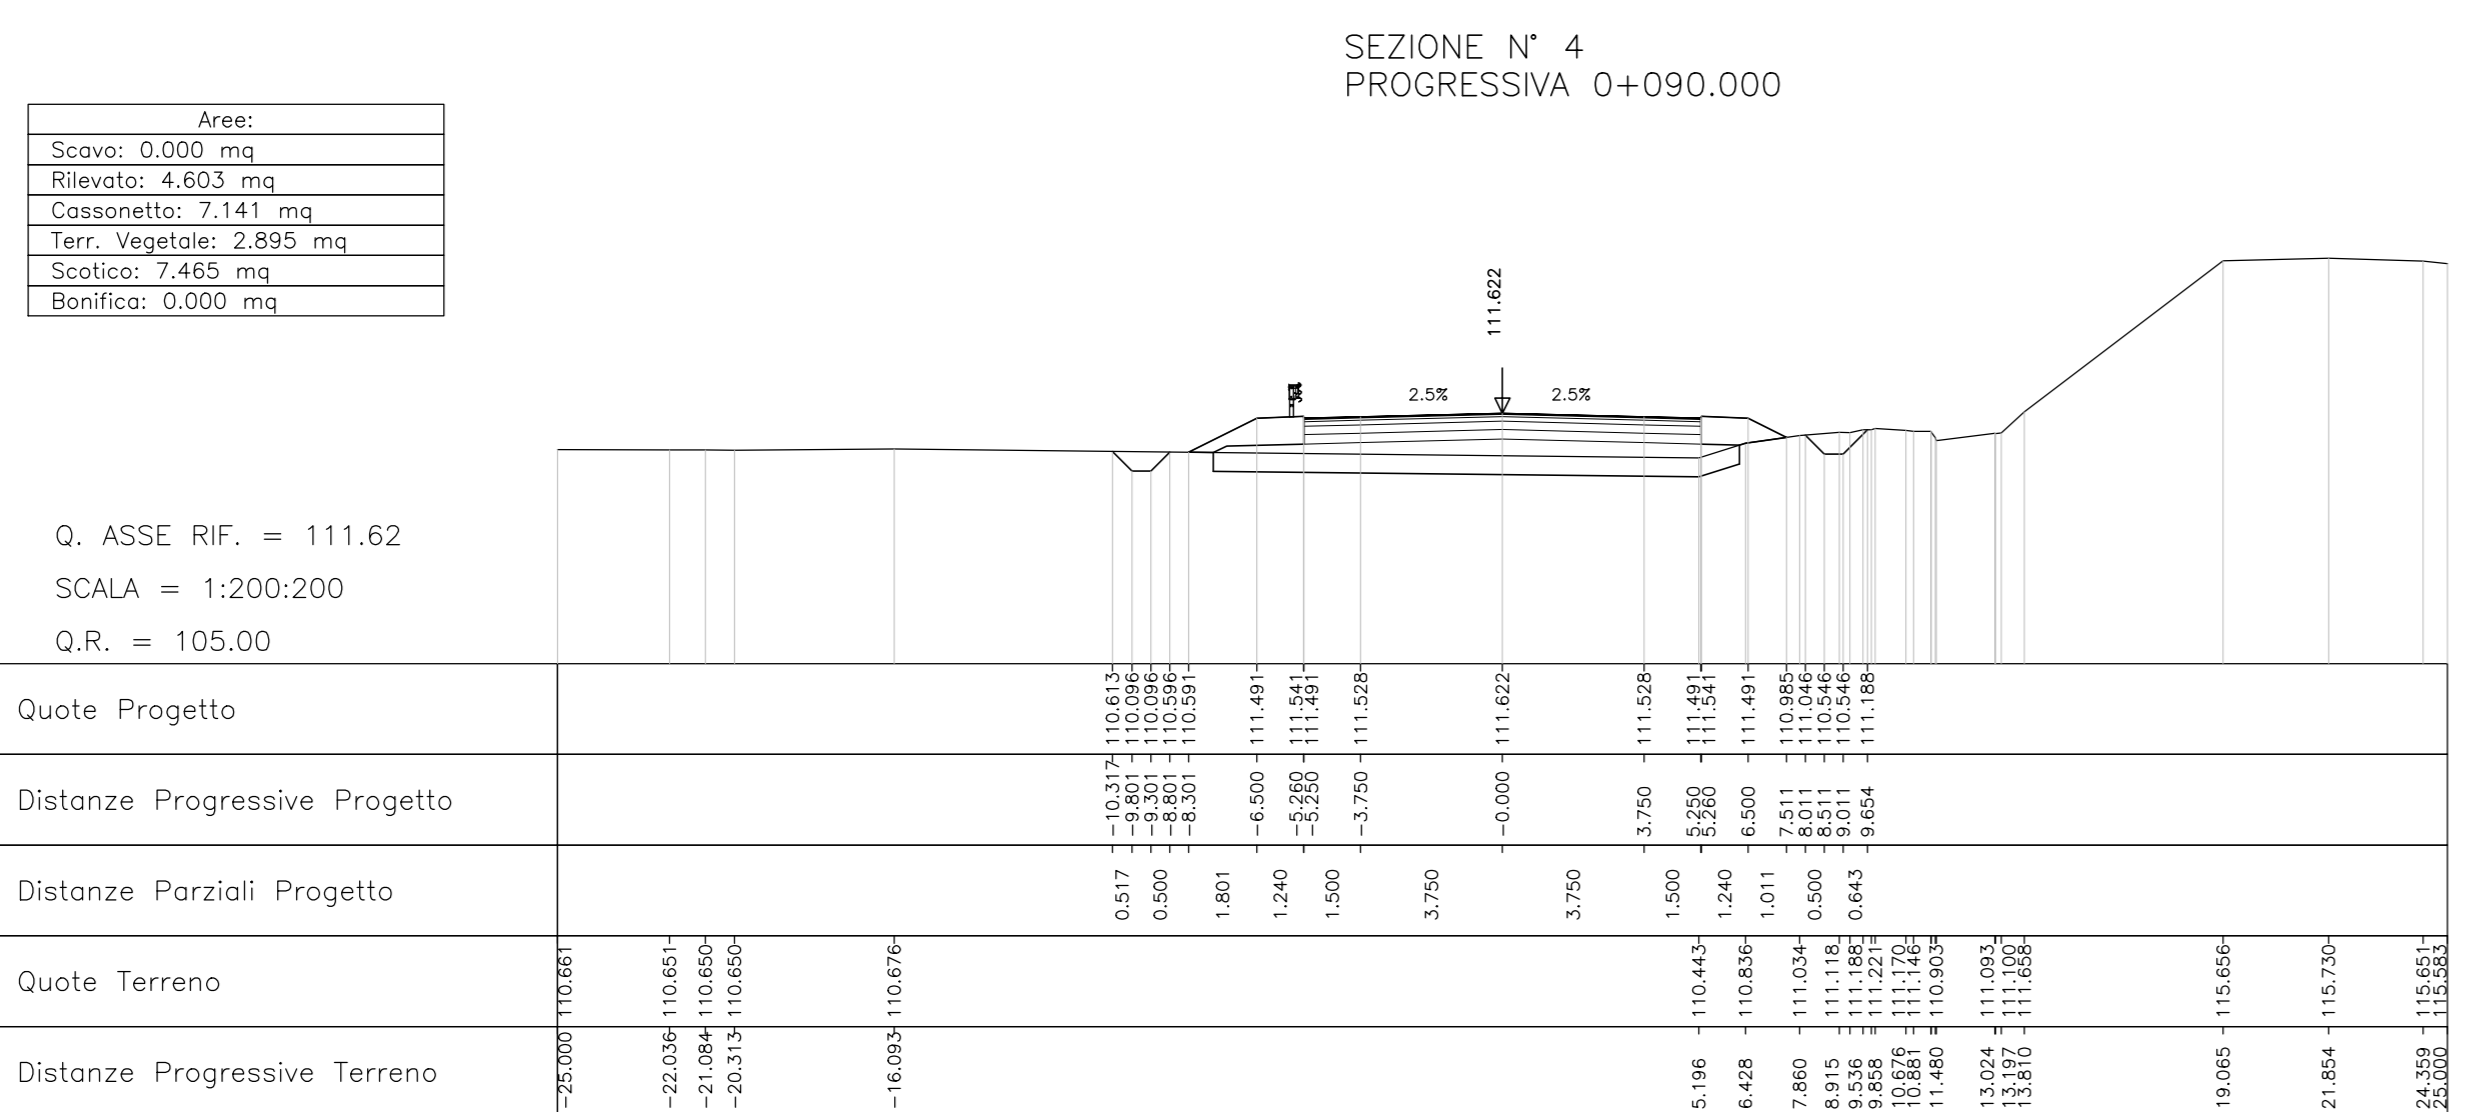 SEZIONE N° 4
PROGRESSIVA 0+090.000
Aree:
Scavo: 0.000 mq
Rilevato: 4.603 mq
Cassonetto: 7.141 mq
Terr. Vegetale: 2.895 mq
Scotico: 7.465 mq
Bonifica: 0.000 mq
111.622
2.5% 2.5%
Q. ASSE RIF. = 111.62
SCALA = 1:200:200
Q.R. = 105.00
Quote Progetto 110.613 110.096 110.096 110.596 110.591 111.491 111.541 111.491 111.528 111.622 111.528 111.491 111.541 111.491 110.985 111.046 110.546 110.546 111.188
Distanze Progressive Progetto -10.317 -9.801 -9.301 -8.801 -8.301 -6.500 -5.260 -5.250 -3.750 -0.000 3.750 5.250 5.260 6.500 7.511 8.011 8.511 9.011 9.654
Distanze Parziali Progetto 0.517 0.500 1.801 1.240 1.500 3.750 3.750 1.500 1.240 1.011 0.500 0.643
Quote Terreno 110.661 110.651 110.650 110.650 110.676 110.443 110.836 111.034 111.118 111.188 111.221 111.170 111.146 110.903 111.093 111.100 111.658 115.656 115.730 115.651 115.583
Distanze Progressive Terreno -25.000 -22.036 -21.084 -20.313 -16.093 5.196 6.428 7.860 8.915 9.536 9.858 10.676 10.881 11.480 13.024 13.197 13.810 19.065 21.854 24.359 25.000